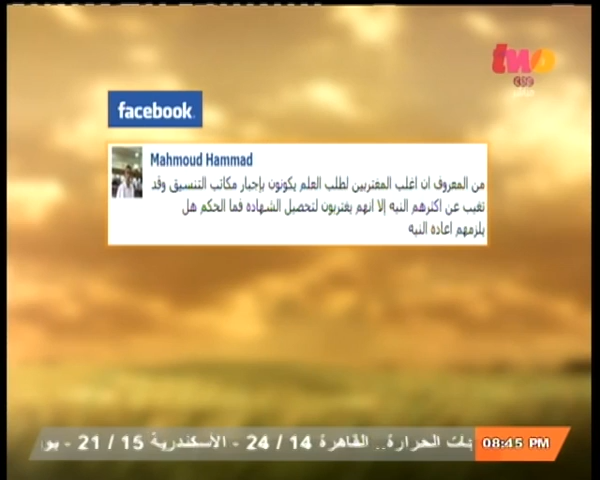 two
facebook
Mahmoud Hammad
من المعروف ان اغلب المغتربين لطلب العلم يكونون بإجبار مكاتب التنسيق وقد
تغيب عن اكثرهم النيه إلا انهم يغتربون لتحصيل الشهاده فما الحكم هل
يلزمهم اعاده النيه
08:45 PM
الحرارة.. القاهرة 14 / 24 - الأسكندرية 15 / 21 -